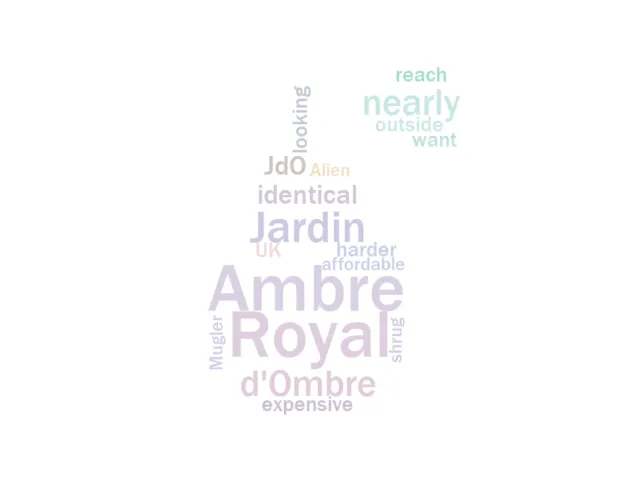 reach
nearly
outside
want
looking
JdO
Alien
identical
Jardin
UK
harder
affordable
Ambre
Royal
Mugler
shrug
d'Ombre
expensive